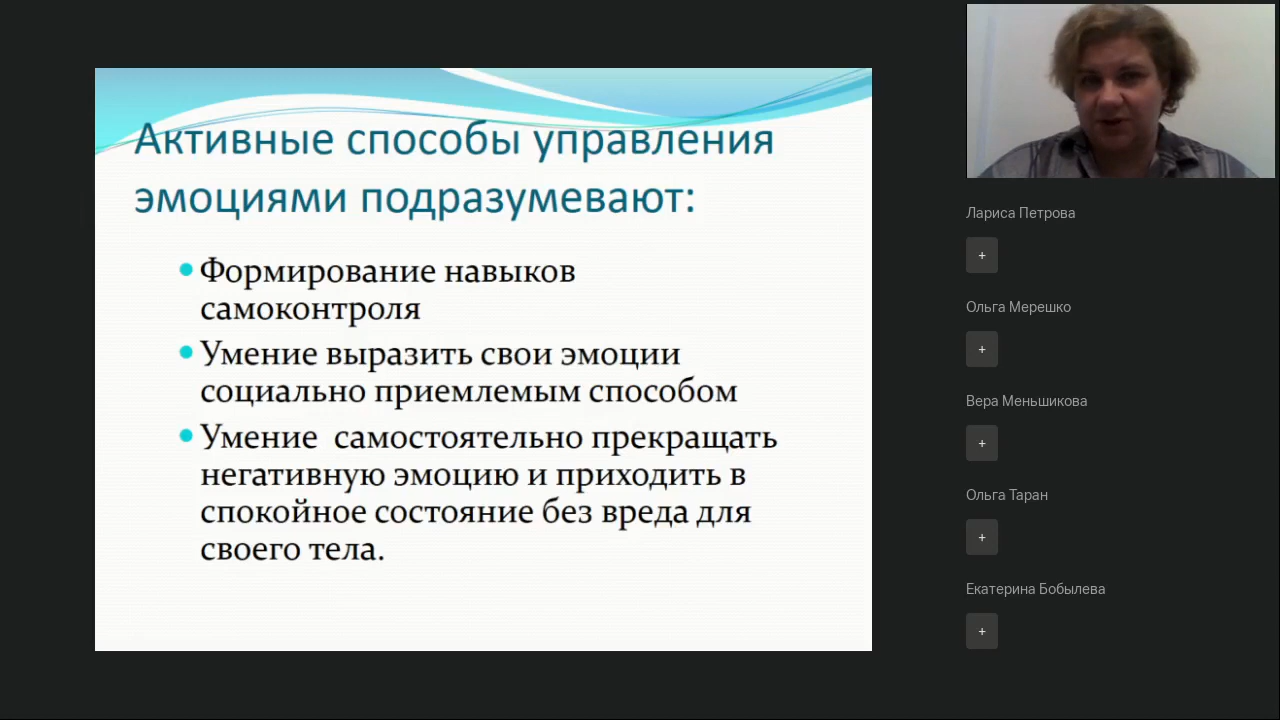 Активные способы управления
эмоциями подразумевают:
Формирование навыков
самоконтроля
Умение выразить свои эмоции
социально приемлемым способом
Умение самостоятельно прекращать
негативную эмоцию и приходить в
спокойное состояние без вреда для
своего тела.
Лариса Петрова
+
Ольга Мерешко
+
Вера Меньшикова
+
Ольга Таран
+
Екатерина Бобылева
+